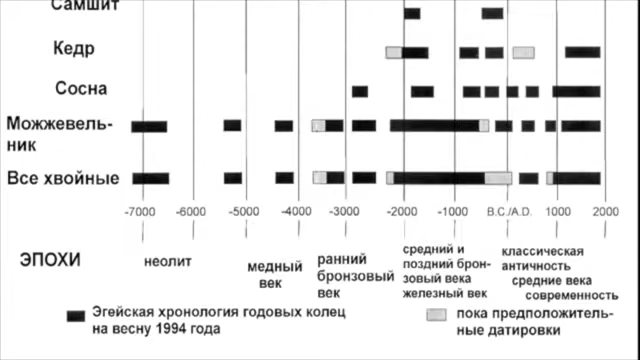 Самшит
Кедр
Сосна
Можжевель-
ник
Все хвойные
-7000 -6000 -5000 -4000 -3000 -2000 -1000 B.C./A.D. 1000 2000
ЭПОХИ
неолит
медный
век
ранний
бронзовый
век
средний и
поздний брон-
зовый века
железный век
классическая
античность
средние века
современность
Эгейская хронология годовых колец
на весну 1994 года
пока предположитель-
ные датировки